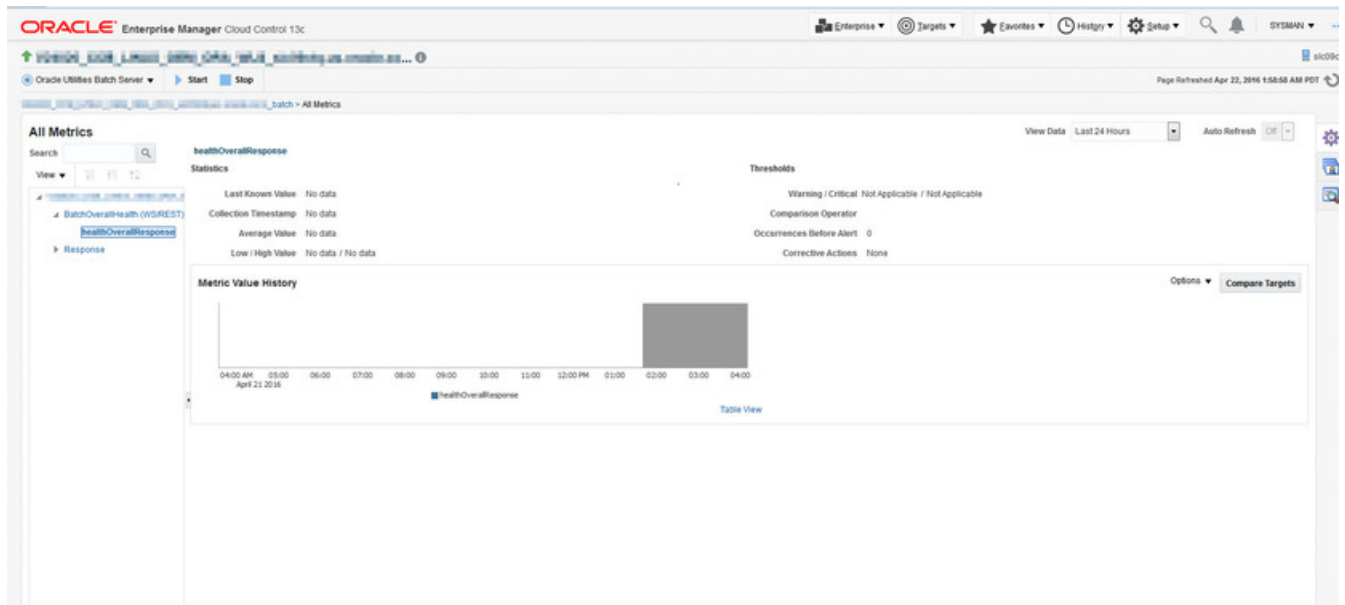 ORACLE Enterprise Manager Cloud Control 13c
Enterprise Targets Favorites History Setup SYSMAN
slc09c
Oracle Utilities Batch Server Start Stop
Page Refreshed Apr 22, 2016 1:58:58 AM PDT
_batch > All Metrics
All Metrics
View Data Last 24 Hours Auto Refresh Off
Search
View
BatchOverallHealth (WS/REST)
healthOverallResponse
Response
healthOverallResponse
Statistics
Last Known Value No data
Collection Timestamp No data
Average Value No data
Low / High Value No data / No data
Thresholds
Warning / Critical Not Applicable / Not Applicable
Comparison Operator
Occurrences Before Alert 0
Corrective Actions None
Metric Value History
Options Compare Targets
04:00 AM 05:00 06:00 07:00 08:00 09:00 10:00 11:00 12:00 PM 01:00 02:00 03:00 04:00
April 21 2016
healthOverallResponse
Table View